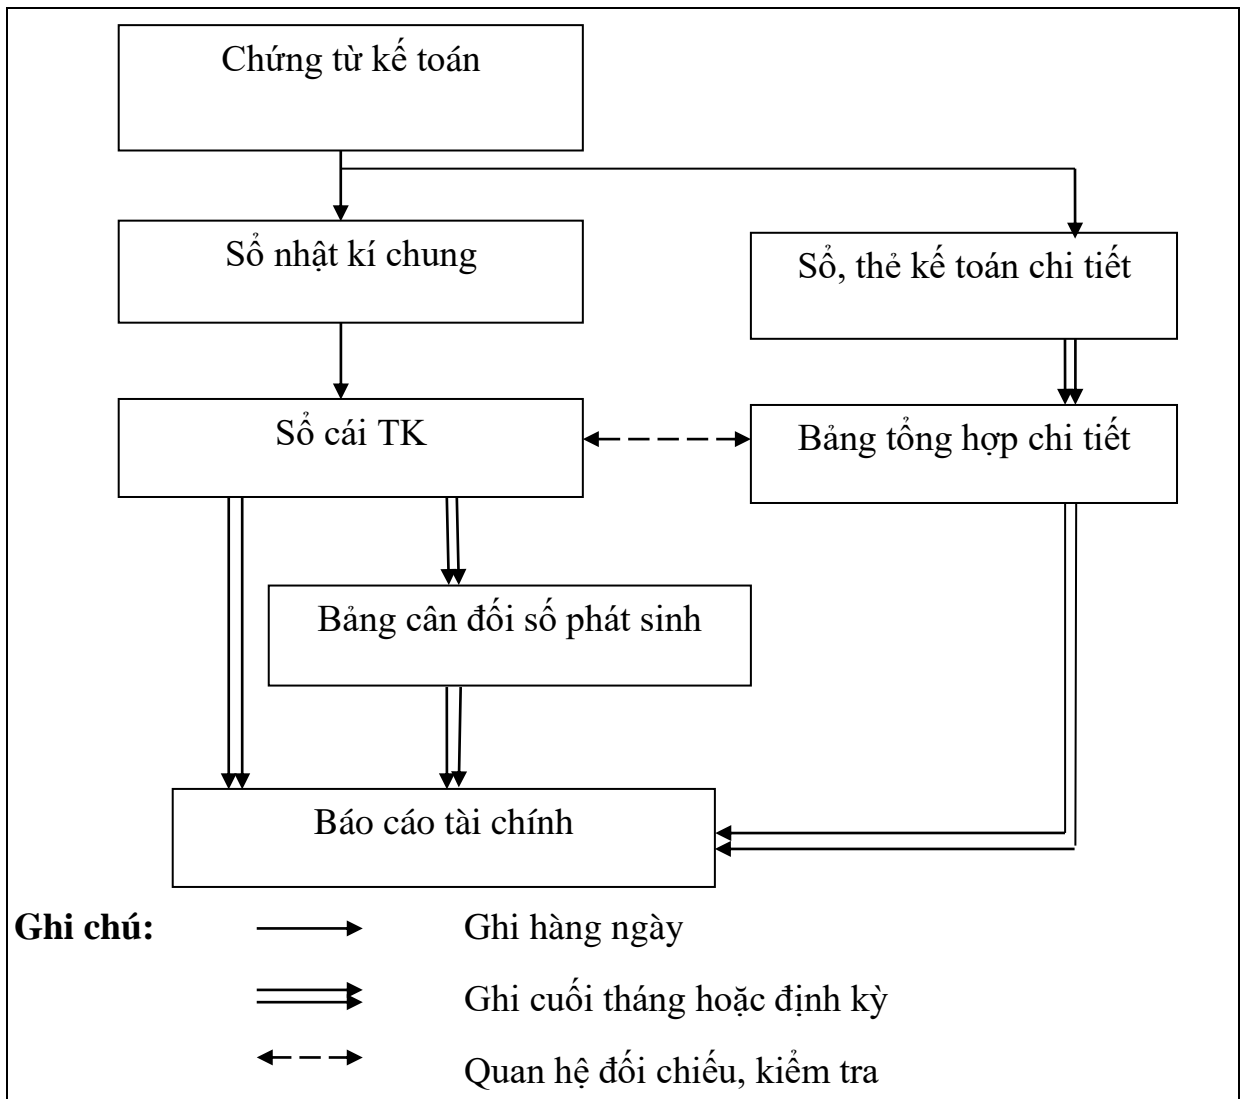 Chứng từ kế toán
Sổ nhật kí chung
Sổ, thẻ kế toán chi tiết
Sổ cái TK
Bảng tổng hợp chi tiết
Bảng cân đối số phát sinh
Báo cáo tài chính
Ghi chú:
Ghi hàng ngày
Ghi cuối tháng hoặc định kỳ
Quan hệ đối chiếu, kiểm tra